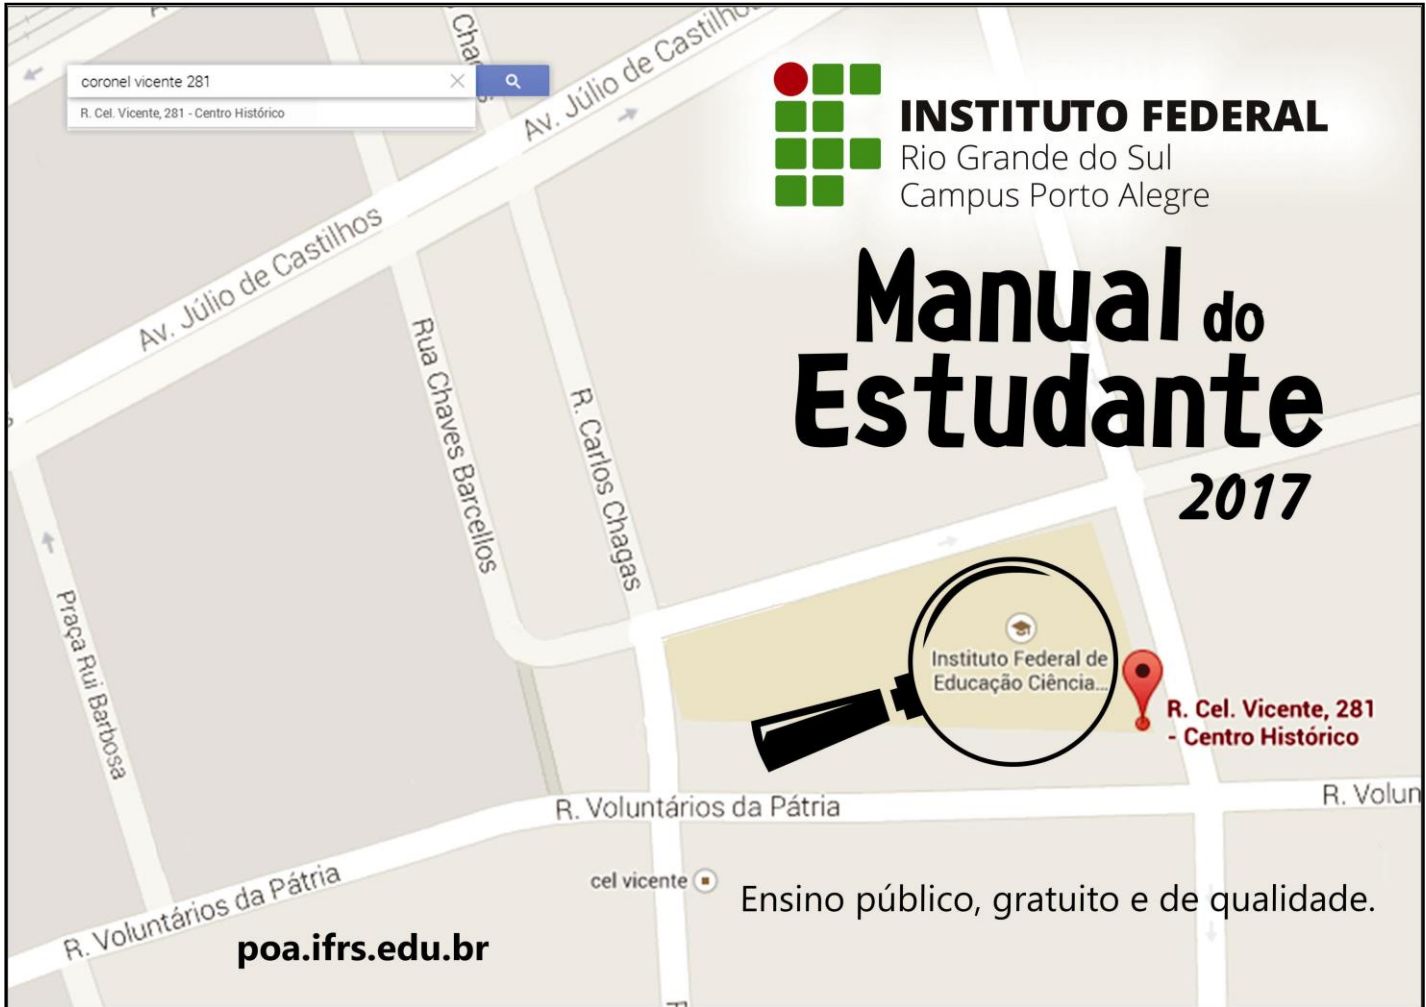 coronel vicente 281
R. Cel. Vicente, 281 - Centro Histórico
Av. Júlio de Castilhos
INSTITUTO FEDERAL
Rio Grande do Sul
Campus Porto Alegre
Manual do
Estudante
2017
Av. Júlio de Castilhos
Rua Chaves Barcellos
R. Carlos Chagas
Praça Rui Barbosa
Instituto Federal de
Educação Ciência...
R. Cel. Vicente, 281
- Centro Histórico
R. Voluntários da Pátria
R. Volun
cel vicente
R. Voluntários da Pátria
Ensino público, gratuito e de qualidade.
poa.ifrs.edu.br